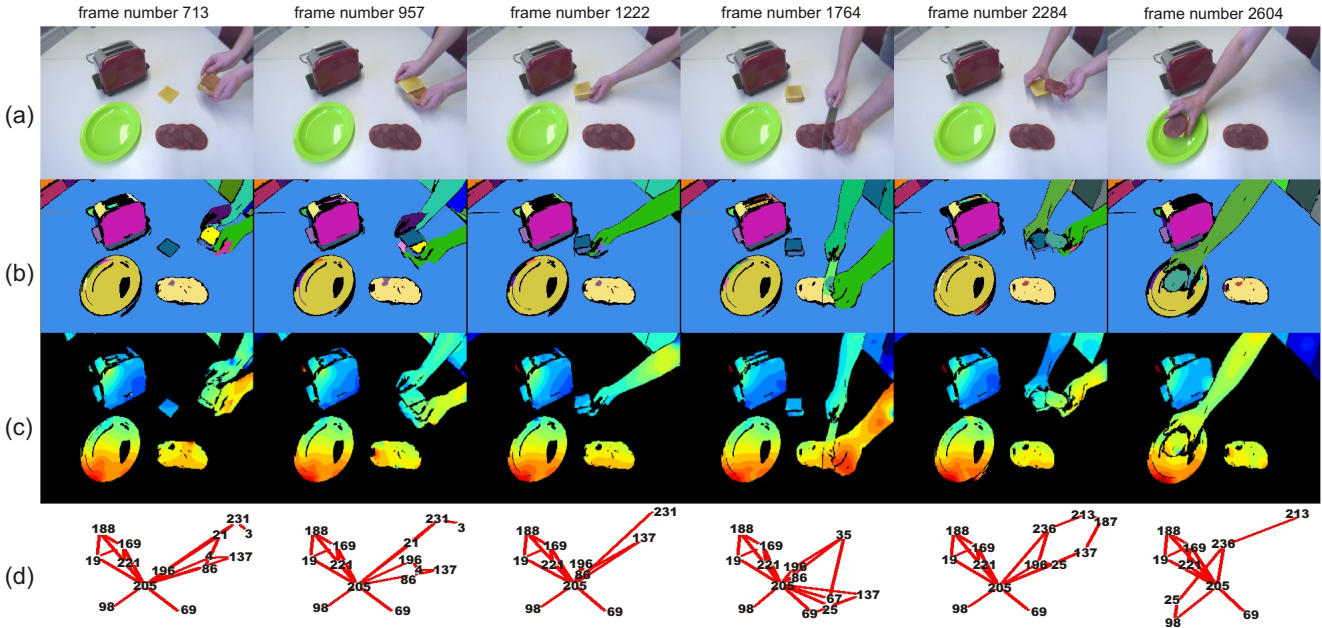 frame number 713 frame number 957 frame number 1222 frame number 1764 frame number 2284 frame number 2604
(a)
(b)
(c)
(d)
188 169 19 221 205 98 69 196 21 231 3 4 137 86
188 169 19 221 205 98 69 21 231 3 196 4 137 86
188 169 19 221 205 98 69 196 86 137 231
188 169 19 221 205 196 86 35 67 137 69 25 98
188 169 19 221 205 98 69 196 25 137 236 213 187
188 169 19 221 205 25 98 69 236 213